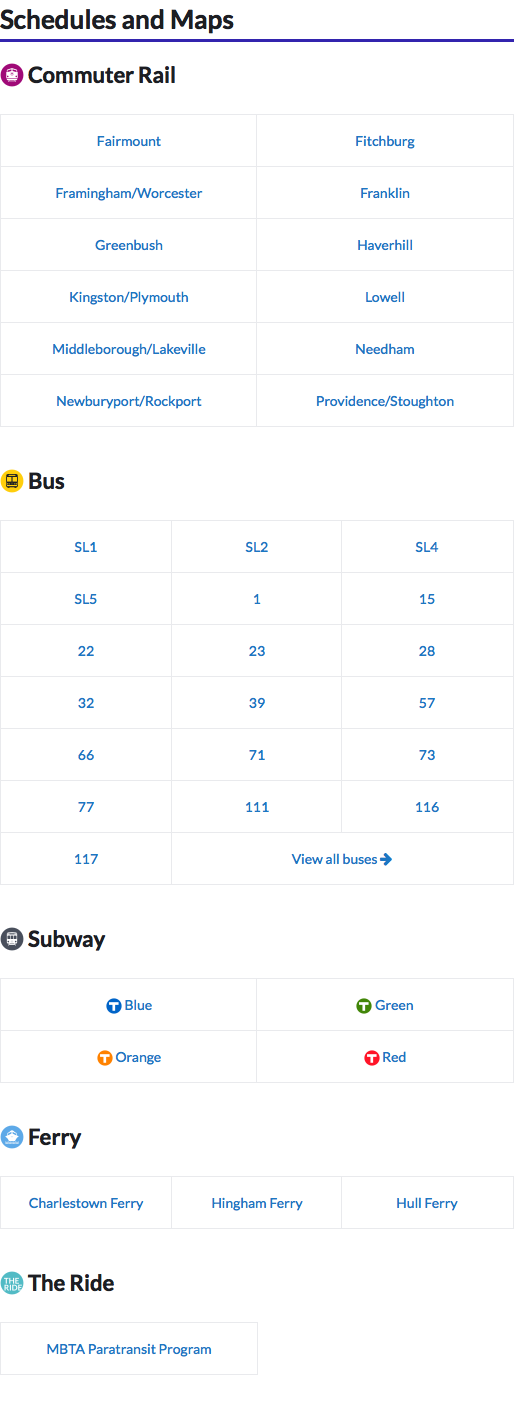 Schedules and Maps
Commuter Rail
Fairmount Fitchburg
Framingham/Worcester Franklin
Greenbush Haverhill
Kingston/Plymouth Lowell
Middleborough/Lakeville Needham
Newburyport/Rockport Providence/Stoughton
Bus
SL1 SL2 SL4
SL5 1 15
22 23 28
32 39 57
66 71 73
77 111 116
117 View all buses
Subway
T Blue T Green
T Orange T Red
Ferry
Charlestown Ferry Hingham Ferry Hull Ferry
THE RIDE The Ride
MBTA Paratransit Program